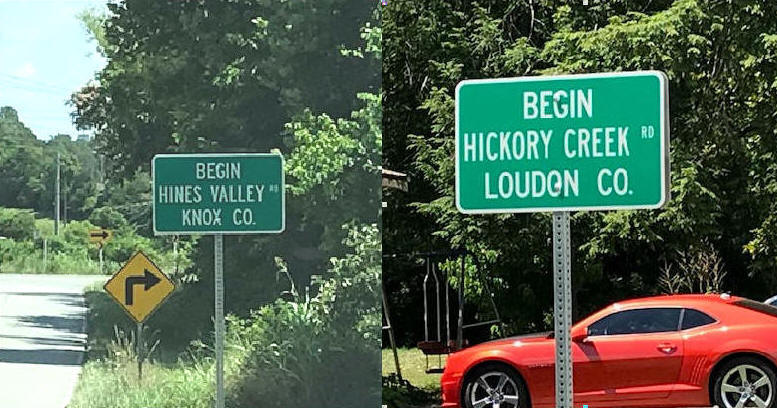 BEGIN
HINES VALLEY RD
KNOX CO.
BEGIN
HICKORY CREEK RD
LOUDON CO.